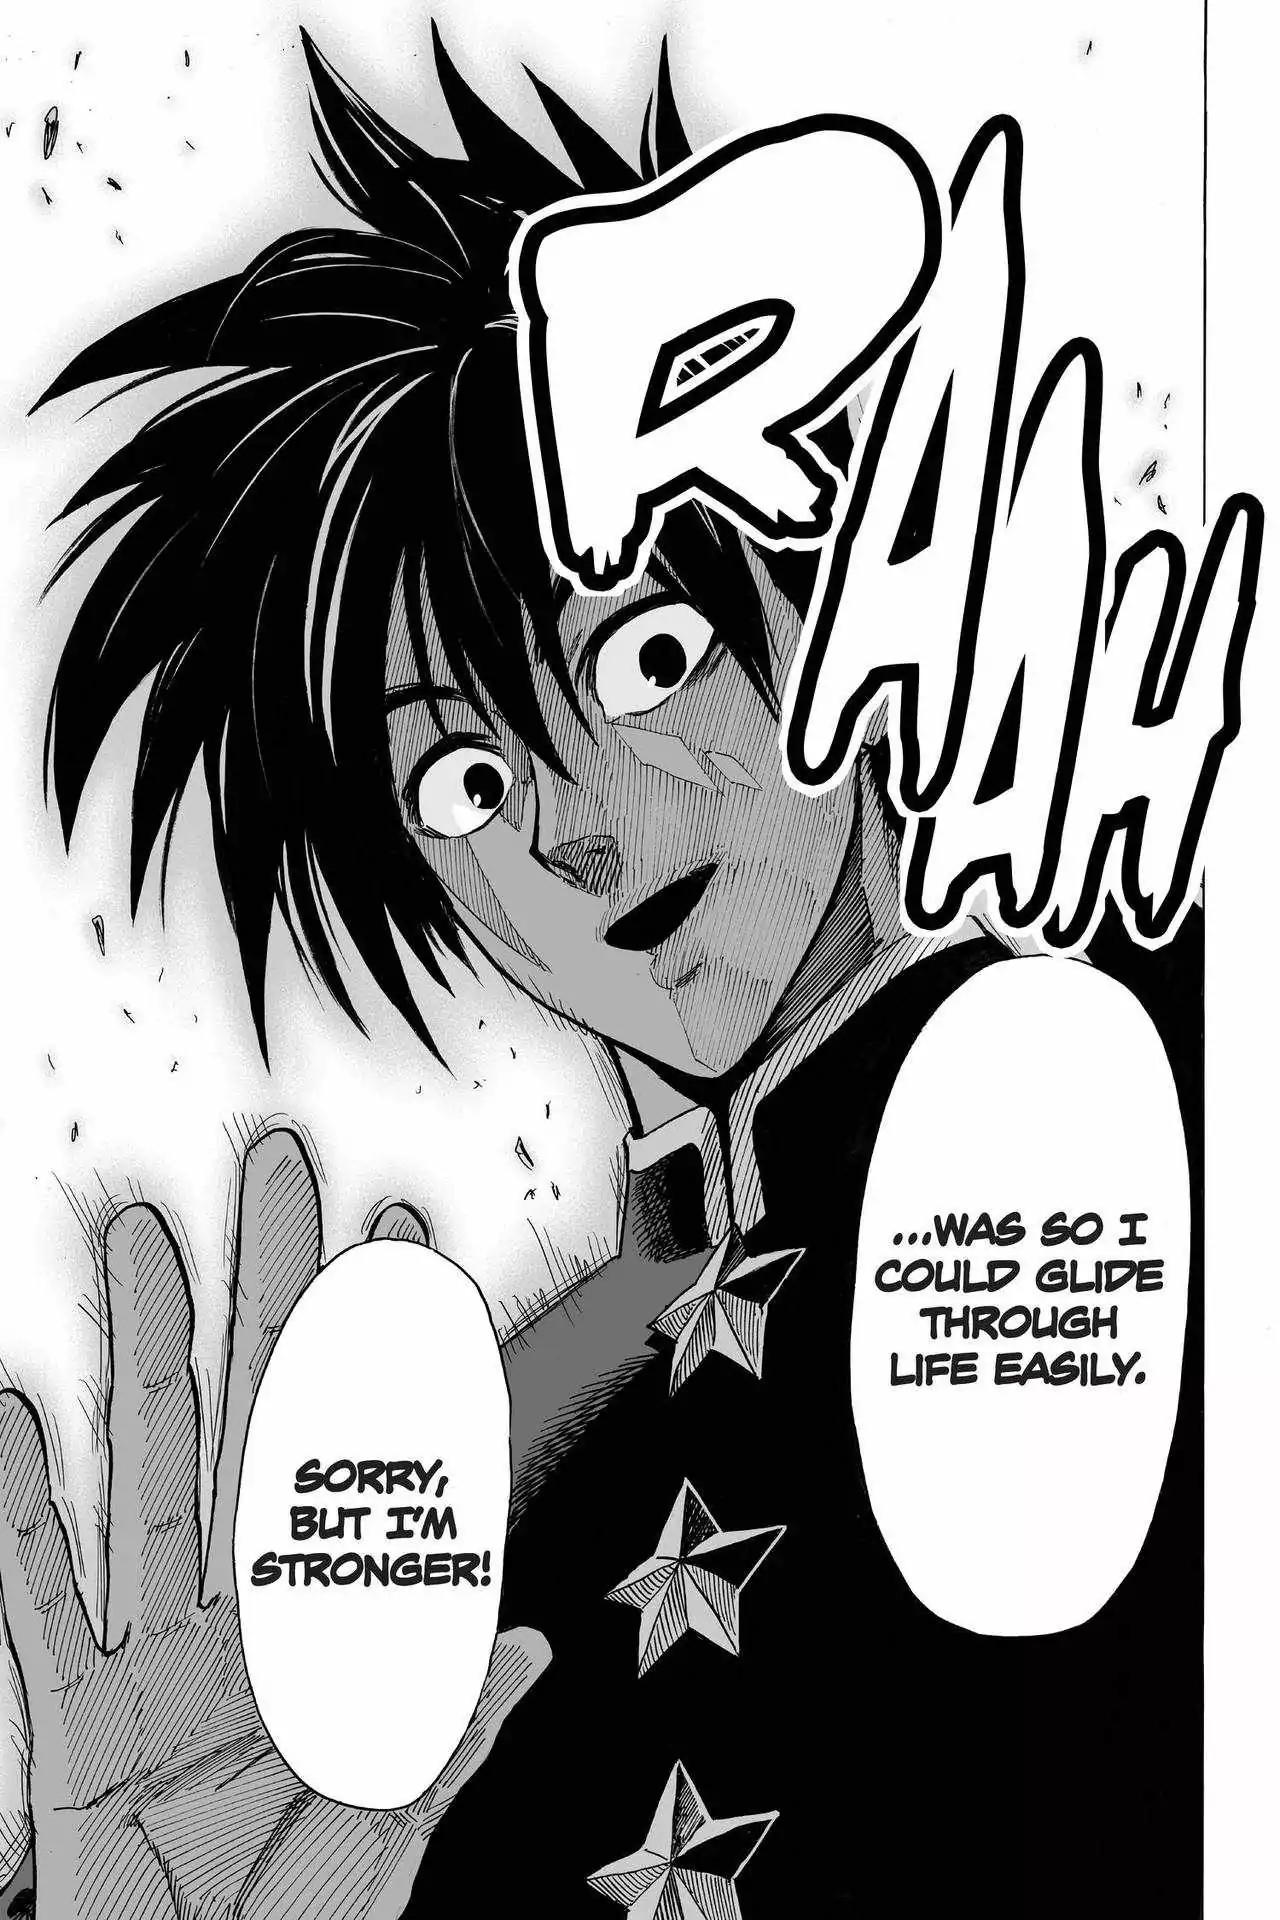 RAAAH
...WAS SO I
COULD GLIDE
THROUGH
LIFE EASILY.
SORRY,
BUT I'M
STRONGER!